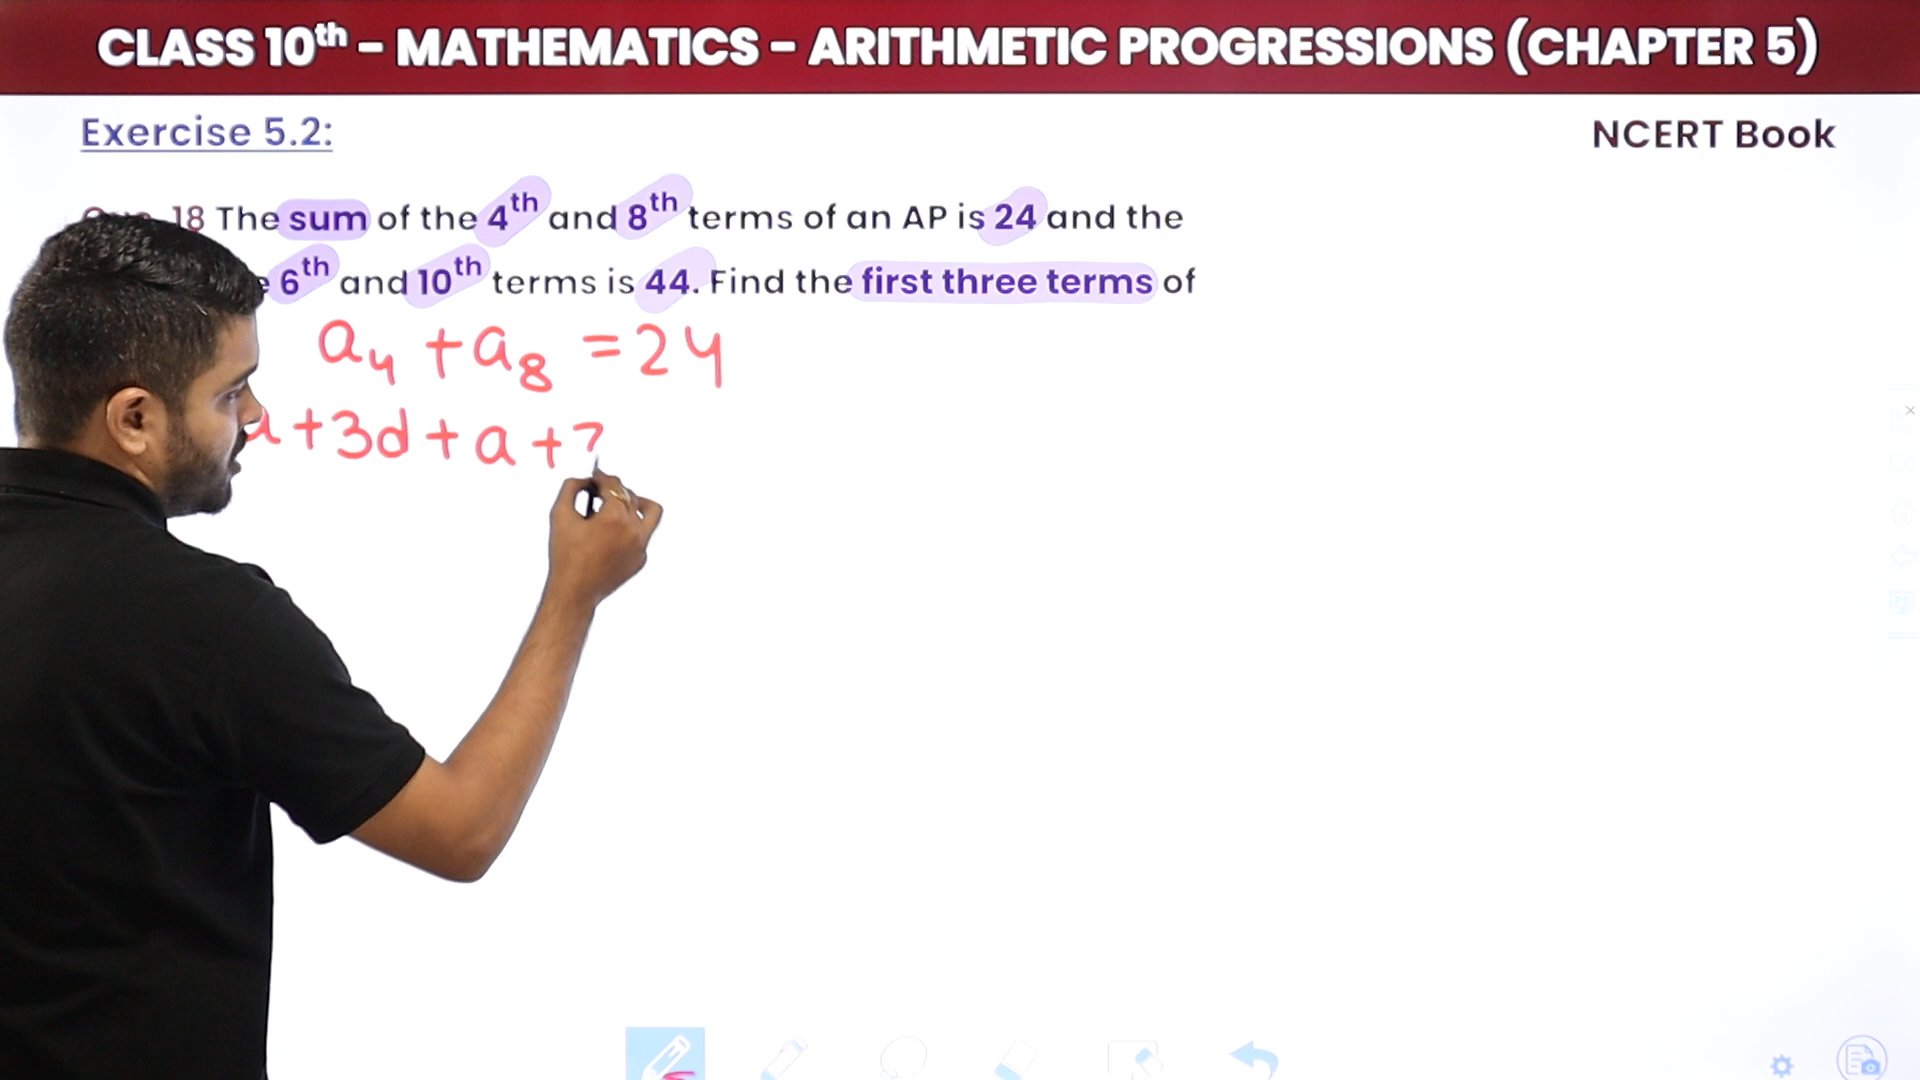 CLASS 10th – MATHEMATICS – ARITHMETIC PROGRESSIONS (CHAPTER 5)
Exercise 5.2:
NCERT Book
18 The sum of the 4th and 8th terms of an AP is 24 and the
6th and 10th terms is 44. Find the first three terms of
a4 + a8 = 24
a + 3d + a + 7